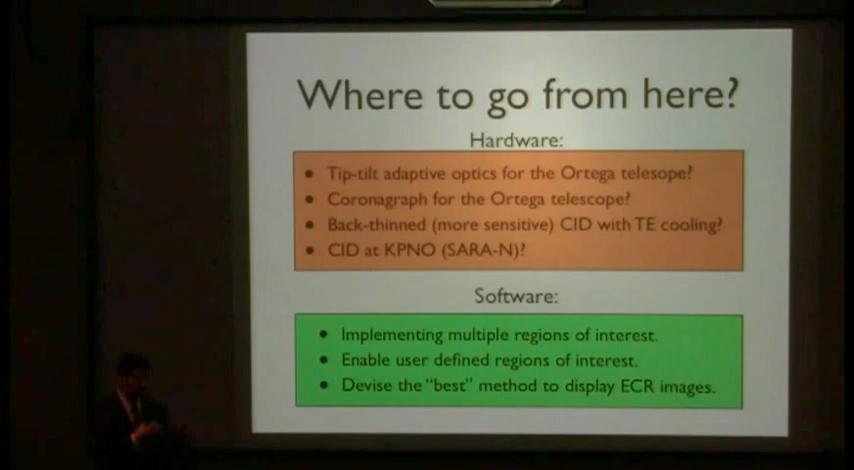 Where to go from here?
Hardware:
• Tip-tilt adaptive optics for the Ortega telesope?
• Coronagraph for the Ortega telescope?
• Back-thinned (more sensitive) CID with TE cooling?
• CID at KPNO (SARA-N)?
Software:
• Implementing multiple regions of interest.
• Enable user defined regions of interest.
• Devise the “best” method to display ECR images.